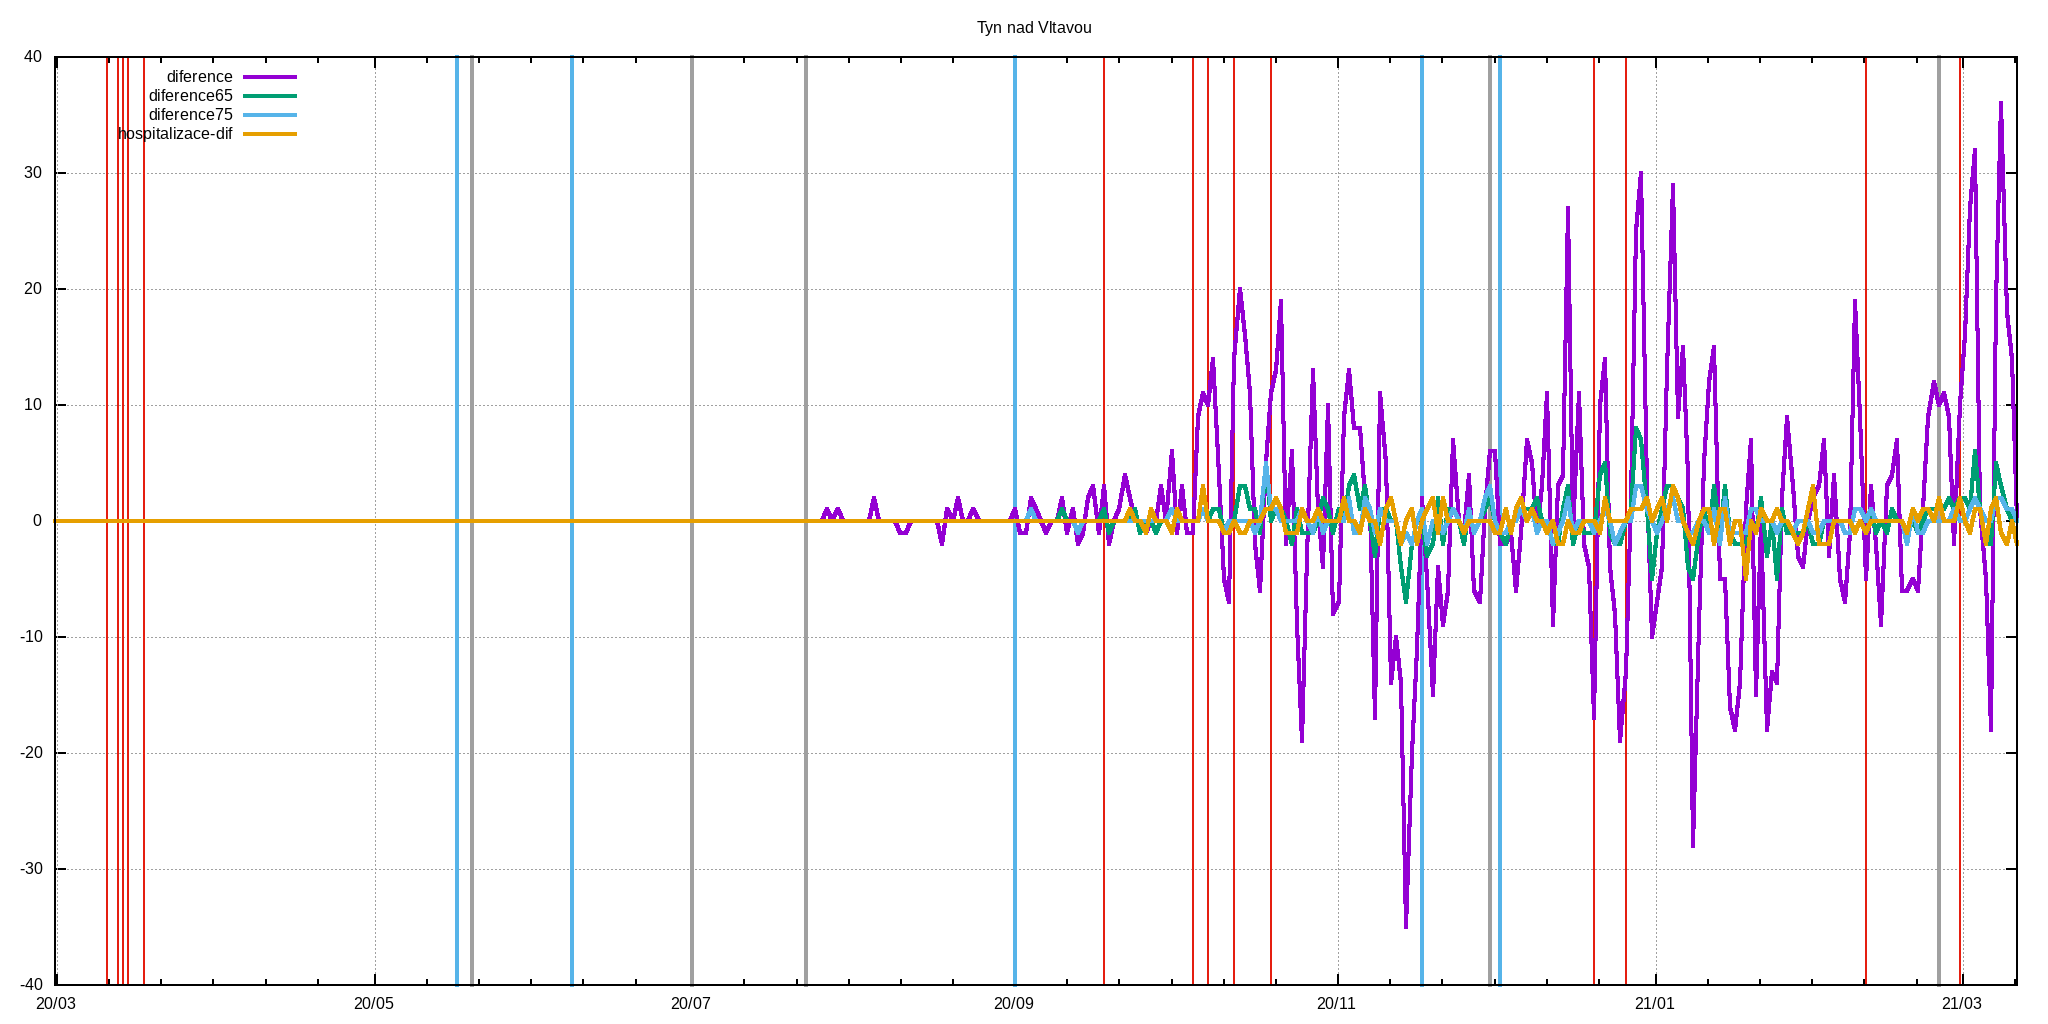 Tyn nad Vltavou
40
diference
diference65
diference75
hospitalizace-dif
30
20
10
0
-10
-20
-30
-40
20/03 20/05 20/07 20/09 20/11 21/01 21/03